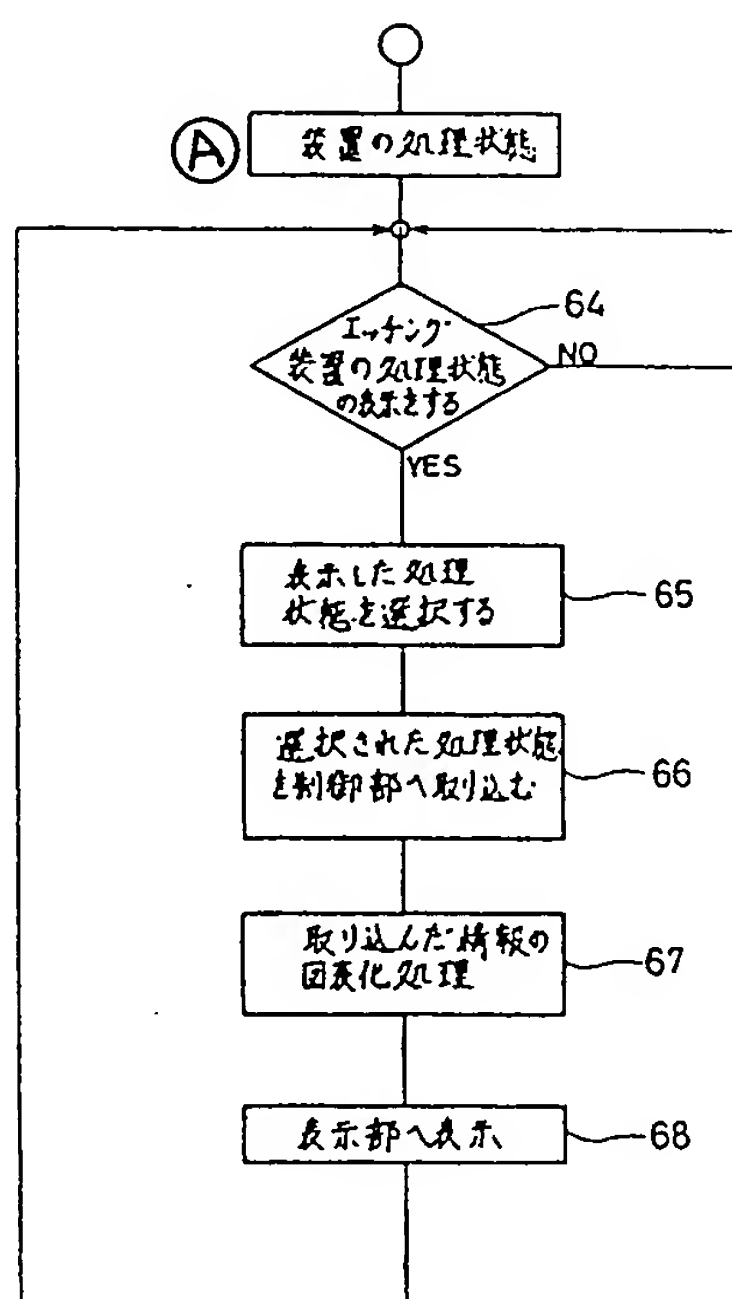 A
装置の処理状態
エッチング
装置の処理状態
の表示をする
64
NO
YES
表示した処理
状態を選択する
65
選択された処理状態
を制御部へ取り込む
66
取り込んだ情報の
図表化処理
67
表示部へ表示
68